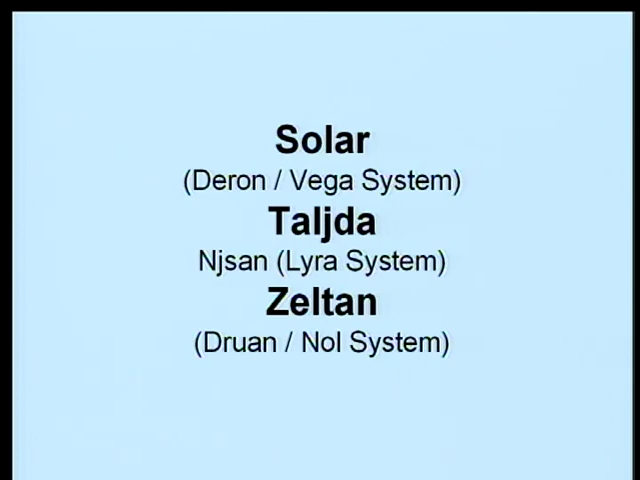 Solar
(Deron / Vega System)
Taljda
Njsan (Lyra System)
Zeltan
(Druan / Nol System)